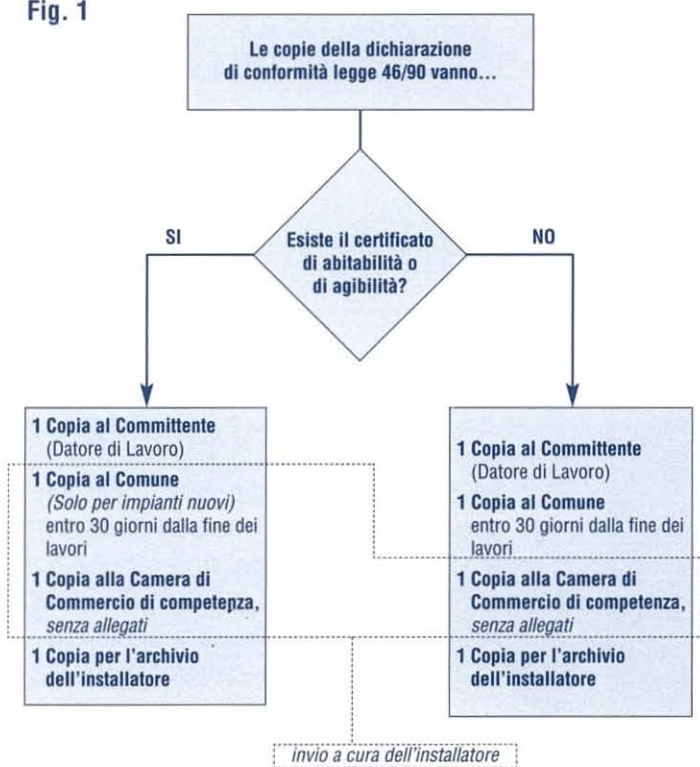 Fig. 1
Le copie della dichiarazione
di conformità legge 46/90 vanno...
Esiste il certificato
di abitabilità o
di agibilità?
SI
NO
1 Copia al Committente
(Datore di Lavoro)
1 Copia al Comune
(Solo per impianti nuovi)
entro 30 giorni dalla fine dei
lavori
1 Copia alla Camera di
Commercio di competenza,
senza allegati
1 Copia per l'archivio
dell'installatore
1 Copia al Committente
(Datore di Lavoro)
1 Copia al Comune
entro 30 giorni dalla fine dei
lavori
1 Copia alla Camera di
Commercio di competenza,
senza allegati
1 Copia per l'archivio
dell'installatore
invio a cura dell'installatore